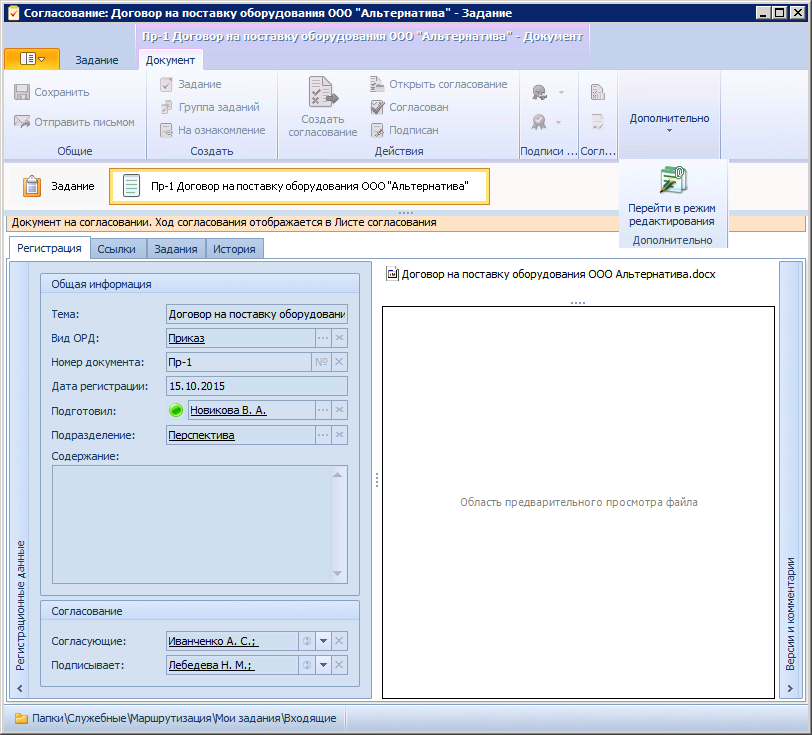 Согласование: Договор на поставку оборудования ООО "Альтернатива" - Задание
Пр-1 Договор на поставку оборудования ООО "Альтернатива" - Документ
Задание
Документ
Сохранить
Отправить письмом
Общие
Задание
Группа заданий
На ознакомление
Создать
Создать
согласование
Открыть согласование
Согласован
Подписан
Действия
Подписи ...
Согл...
Дополнительно
Задание
Пр-1 Договор на поставку оборудования ООО "Альтернатива"
Перейти в режим
редактирования
Дополнительно
Документ на согласовании. Ход согласования отображается в Листе согласования
Регистрация
Ссылки
Задания
История
Регистрационные данные
Общая информация
Тема:
Договор на поставку оборудовани
Вид ОРД:
Приказ
Номер документа:
Пр-1
№
Дата регистрации:
15.10.2015
Подготовил:
Новикова В. А.
Подразделение:
Перспектива
Содержание:
Согласование
Согласующие:
Иванченко А. С.;
Подписывает:
Лебедева Н. М.;
Договор на поставку оборудования ООО Альтернатива.docx
Область предварительного просмотра файла
Версии и комментарии
Папки\Служебные\Маршрутизация\Мои задания\Входящие